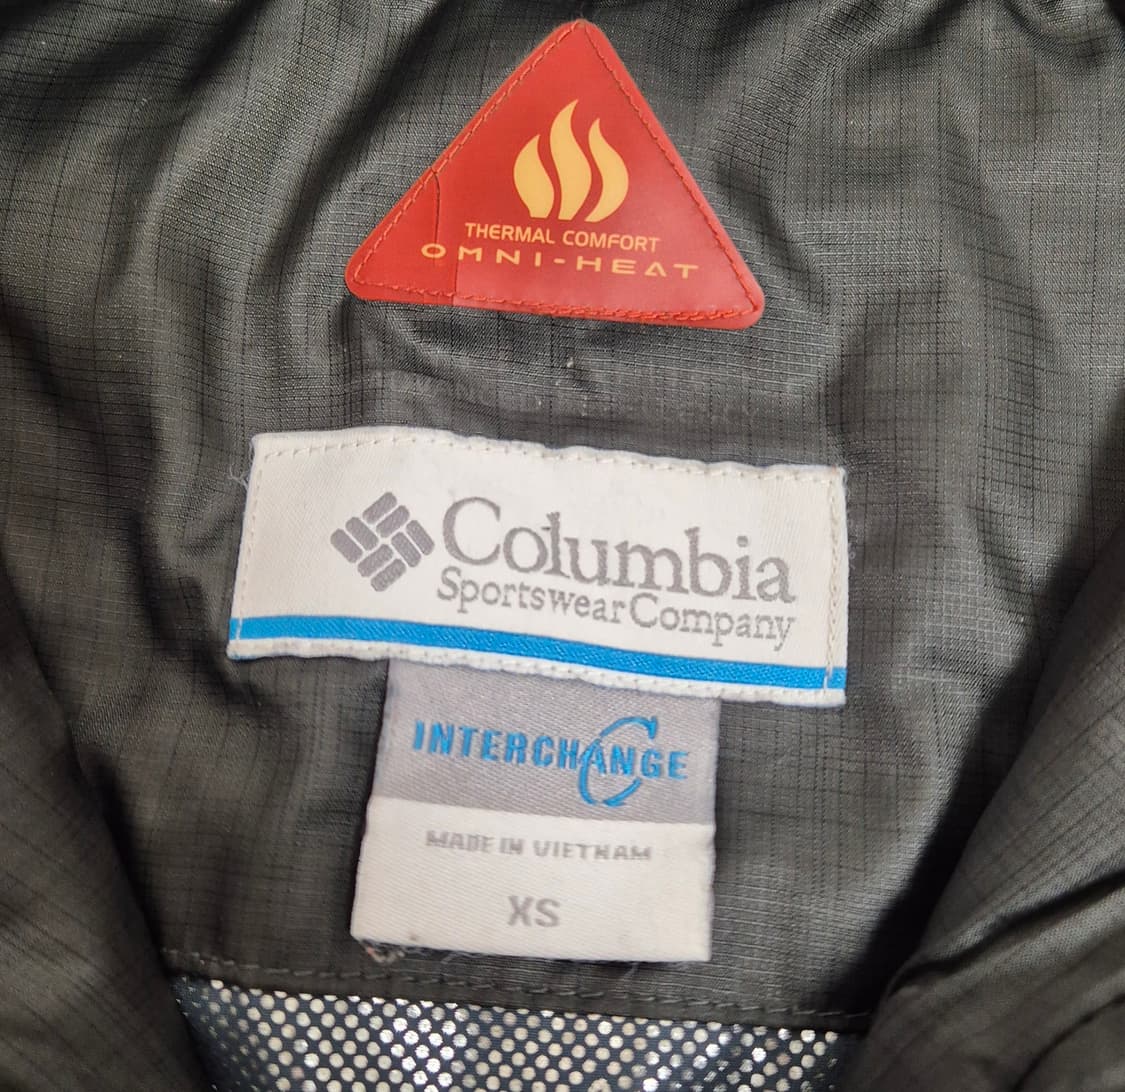 THERMAL COMFORT
OMNI-HEAT
Columbia
Sportswear Company
INTERCHANGE
MADE IN VIETNAM
XS